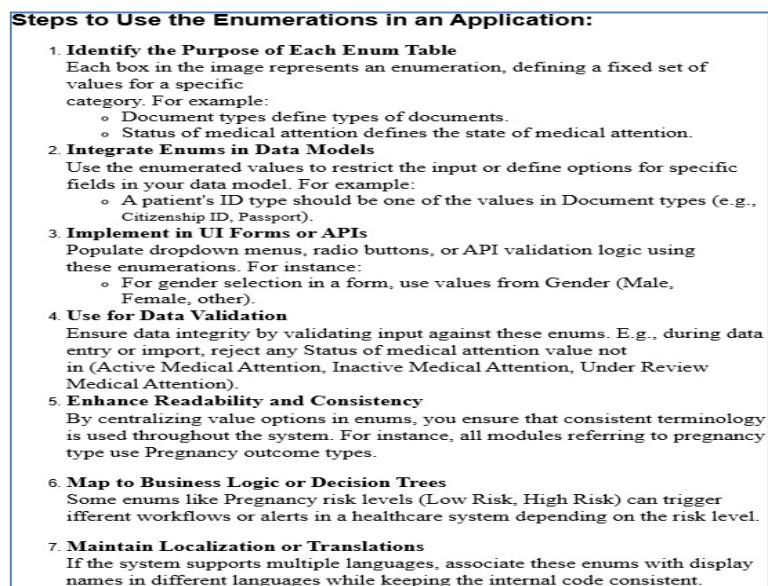 Steps to Use the Enumerations in an Application:
1. Identify the Purpose of Each Enum Table
Each box in the image represents an enumeration, defining a fixed set of
values for a specific
category. For example:
Document types define types of documents.
Status of medical attention defines the state of medical attention.
2. Integrate Enums in Data Models
Use the enumerated values to restrict the input or define options for specific
fields in your data model. For example:
A patient's ID type should be one of the values in Document types (e.g.,
Citizenship ID, Passport).
3. Implement in UI Forms or APIs
Populate dropdown menus, radio buttons, or API validation logic using
these enumerations. For instance:
For gender selection in a form, use values from Gender (Male,
Female, other).
4. Use for Data Validation
Ensure data integrity by validating input against these enums. E.g., during data
entry or import, reject any Status of medical attention value not
in (Active Medical Attention, Inactive Medical Attention, Under Review
Medical Attention).
5. Enhance Readability and Consistency
By centralizing value options in enums, you ensure that consistent terminology
is used throughout the system. For instance, all modules referring to pregnancy
type use Pregnancy outcome types.
6. Map to Business Logic or Decision Trees
Some enums like Pregnancy risk levels (Low Risk, High Risk) can trigger
ifferent workflows or alerts in a healthcare system depending on the risk level.
7. Maintain Localization or Translations
If the system supports multiple languages, associate these enums with display
names in different languages while keeping the internal code consistent.